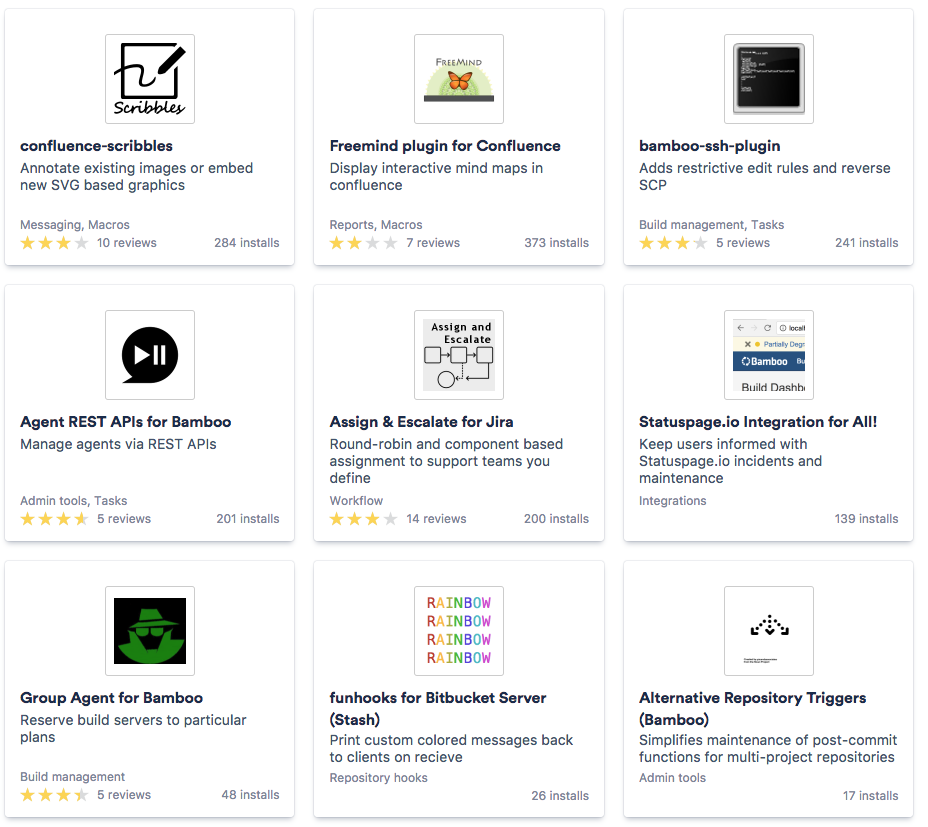 Scribbles
confluence-scribbles
Annotate existing images or embed
new SVG based graphics
Messaging, Macros
10 reviews
284 installs
FREEMIND
Freemind plugin for Confluence
Display interactive mind maps in
confluence
Reports, Macros
7 reviews
373 installs
bamboo-ssh-plugin
Adds restrictive edit rules and reverse
SCP
Build management, Tasks
5 reviews
241 installs
Agent REST APIs for Bamboo
Manage agents via REST APIs
Admin tools, Tasks
5 reviews
201 installs
Assign and
Escalate
Assign & Escalate for Jira
Round-robin and component based
assignment to support teams you
define
Workflow
14 reviews
200 installs
locall
Partially Degr
Bamboo Bu
Build Dashb
Statuspage.io Integration for All!
Keep users informed with
Statuspage.io incidents and
maintenance
Integrations
139 installs
Group Agent for Bamboo
Reserve build servers to particular
plans
Build management
5 reviews
48 installs
RAINBOW
RAINBOW
RAINBOW
RAINBOW
funhooks for Bitbucket Server
(Stash)
Print custom colored messages back
to clients on recieve
Repository hooks
26 installs
Alternative Repository Triggers
(Bamboo)
Simplifies maintenance of post-commit
functions for multi-project repositories
Admin tools
17 installs